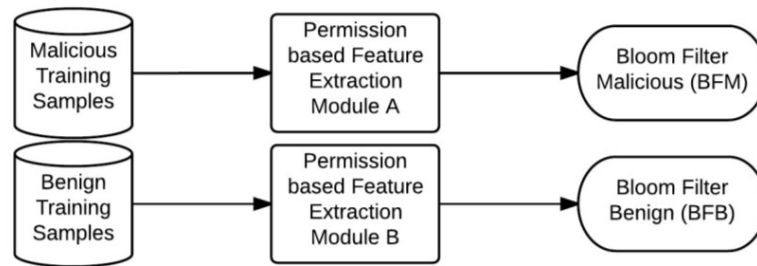 Malicious
Training
Samples
Permission
based Feature
Extraction
Module A
Bloom Filter
Malicious (BFM)
Benign
Training
Samples
Permission
based Feature
Extraction
Module B
Bloom Filter
Benign (BFB)